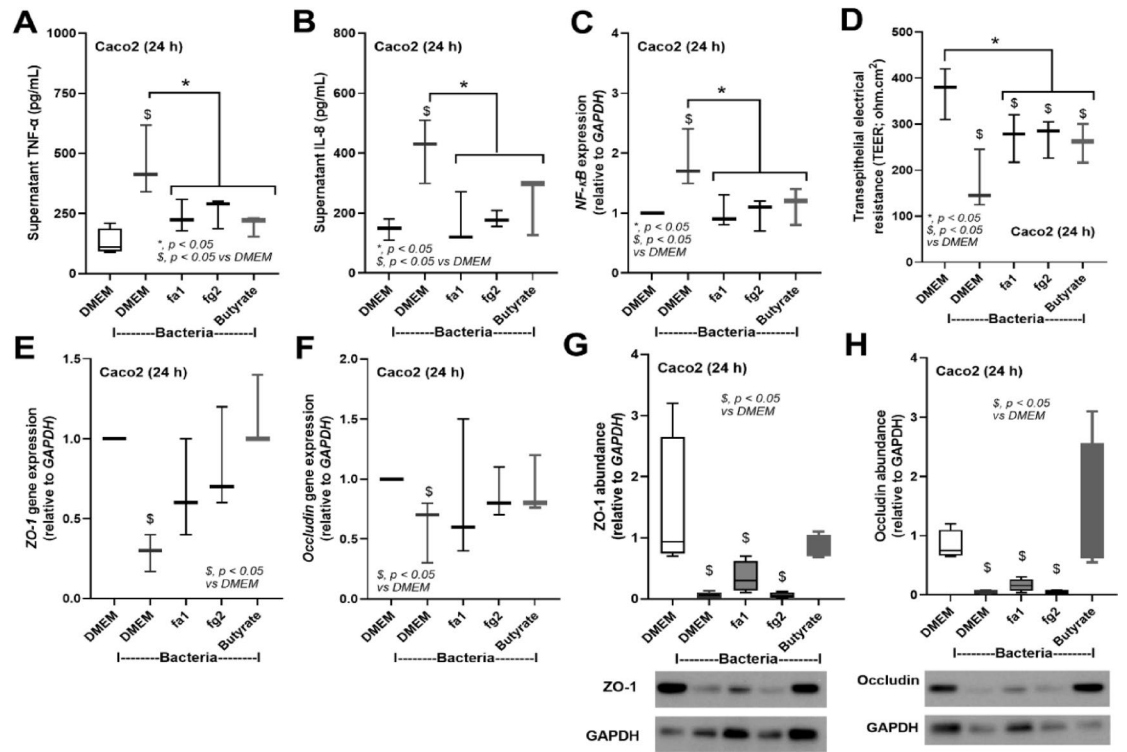 A
Caco2 (24 h)
Supernatant TNF-α (pg/mL)
1000
750
500
250
0
*
$
*, p < 0.05
$, p < 0.05 vs DMEM
DMEM
DMEM
fa1
fg2
Butyrate
I-------Bacteria-------I
B
Caco2 (24 h)
Supernatant IL-8 (pg/mL)
800
600
400
200
0
*
$
*, p < 0.05
$, p < 0.05 vs DMEM
DMEM
DMEM
fa1
fg2
Butyrate
I-------Bacteria-------I
C
Caco2 (24 h)
NF-κB expression
(relative to GAPDH)
4
3
2
1
0
*
$
*, p < 0.05
$, p < 0.05
vs DMEM
DMEM
DMEM
fa1
fg2
Butyrate
I-------Bacteria-------I
D
Transepithelial electrical
resistance (TEER; ohm.cm²)
500
400
300
200
100
0
*
$
$
$
$
*, p < 0.05
$, p < 0.05
vs DMEM
Caco2 (24 h)
DMEM
DMEM
fa1
fg2
Butyrate
I-------Bacteria-------I
E
Caco2 (24 h)
ZO-1 gene expression
(relative to GAPDH)
1.5
1.0
0.5
0.0
$
$, p < 0.05
vs DMEM
DMEM
DMEM
fa1
fg2
Butyrate
I-------Bacteria-------I
F
Caco2 (24 h)
Occludin gene expression
(relative to GAPDH)
2.0
1.5
1.0
0.5
0.0
$
$, p < 0.05
vs DMEM
DMEM
DMEM
fa1
fg2
Butyrate
I-------Bacteria-------I
G
Caco2 (24 h)
ZO-1 abundance
(relative to GAPDH)
4
3
2
1
0
$, p < 0.05
vs DMEM
$
$
$
DMEM
DMEM
fa1
fg2
Butyrate
I-------Bacteria-------I
ZO-1
GAPDH
H
Caco2 (24 h)
Occludin abundance
(relative to GAPDH)
4
3
2
1
0
$, p < 0.05
vs DMEM
$
$
$
DMEM
DMEM
fa1
fg2
Butyrate
I-------Bacteria-------I
Occludin
GAPDH